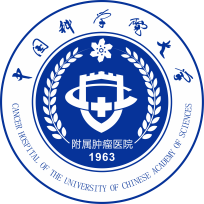 中国科学院大学
附属肿瘤医院
1963
CANCER HOSPITAL OF THE UNIVERSITY OF CHINESE ACADEMY OF SCIENCES